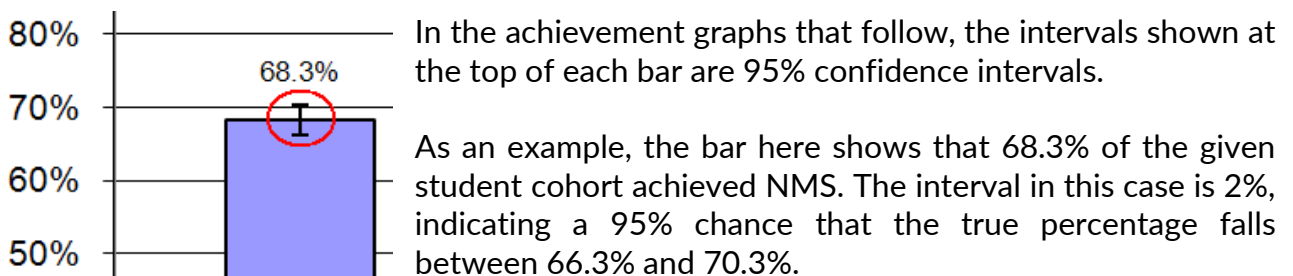 80%
68.3%
70%
60%
50%
In the achievement graphs that follow, the intervals shown at
the top of each bar are 95% confidence intervals.
As an example, the bar here shows that 68.3% of the given
student cohort achieved NMS. The interval in this case is 2%,
indicating a 95% chance that the true percentage falls
between 66.3% and 70.3%.